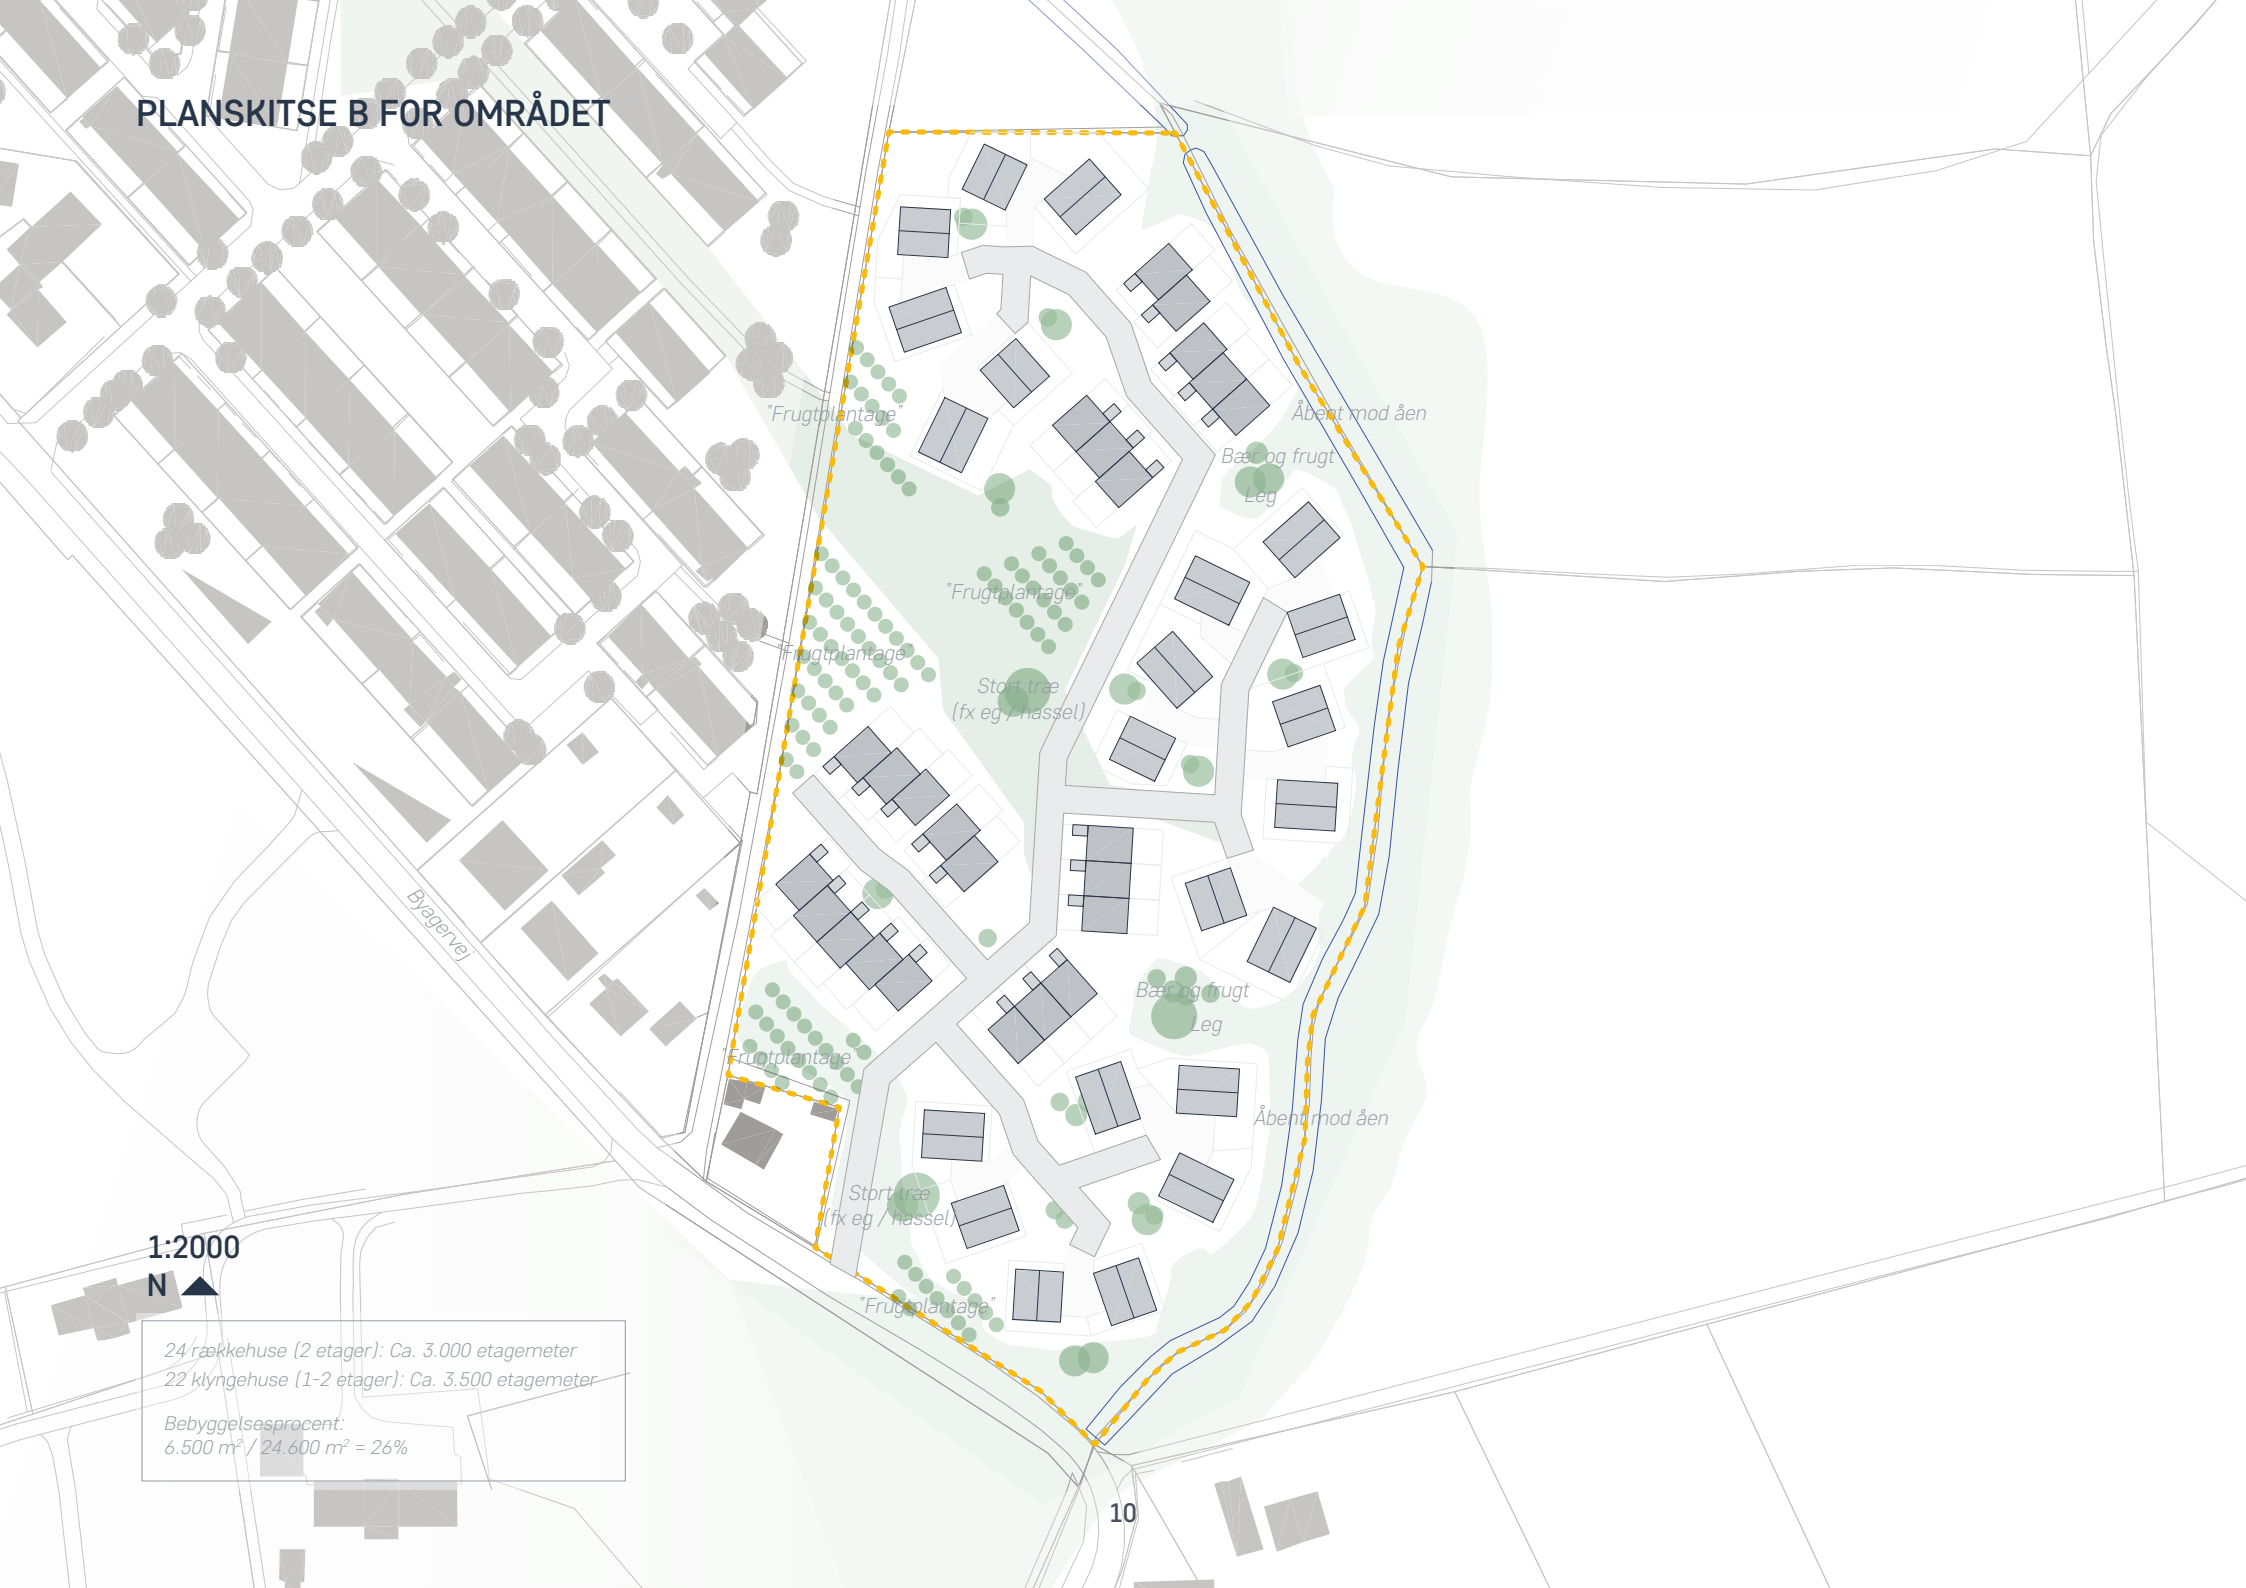 PLANSKITSE B FOR OMRÅDET
"Frugtplantage"
Åbent mod åen
Bær og frugt
Leg
"Frugtplantage"
"Frugtplantage"
Stort træ
(fx eg / hassel)
Byagervej
Bær og frugt
Leg
"Frugtplantage"
Åbent mod åen
Stort træ
(fx eg / hassel)
"Frugtplantage"
1:2000
N
24 rækkehuse (2 etager): Ca. 3.000 etagemeter
22 klyngehuse (1-2 etager): Ca. 3.500 etagemeter
Bebyggelsesprocent:
6.500 m² / 24.600 m² = 26%
10